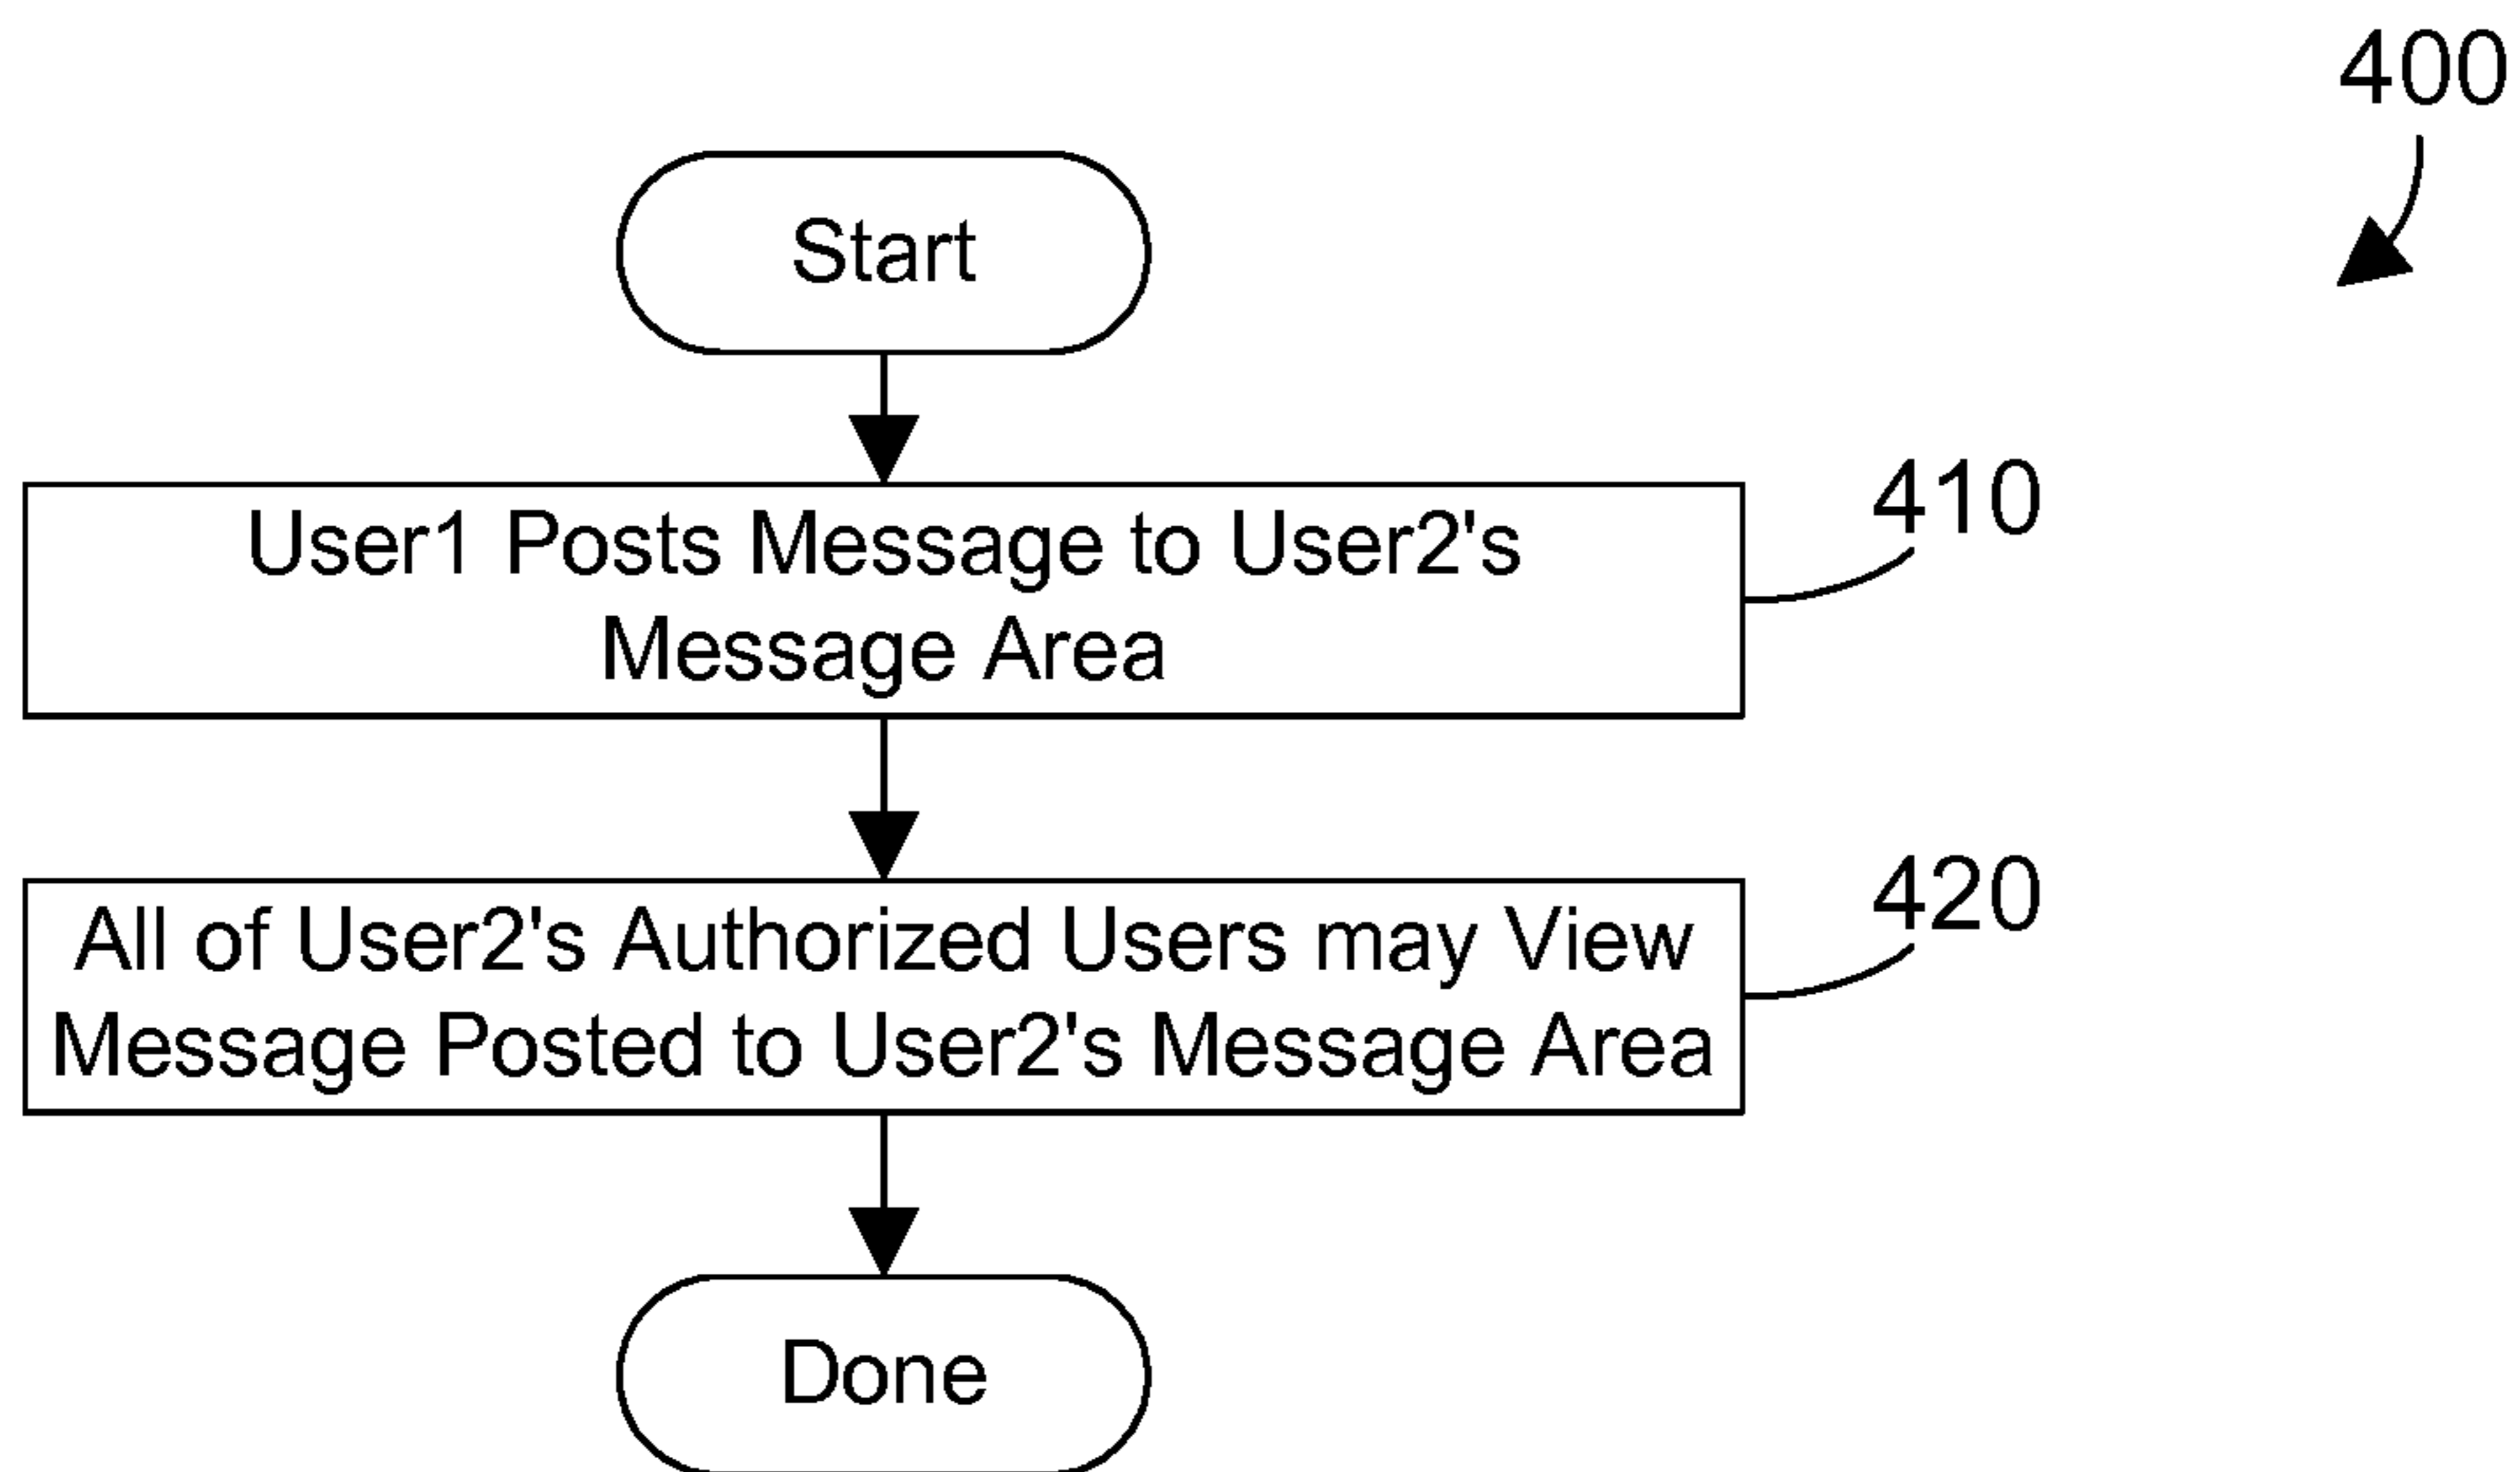 400
Start
410
User1 Posts Message to User2's
Message Area
420
All of User2's Authorized Users may View
Message Posted to User2's Message Area
Done